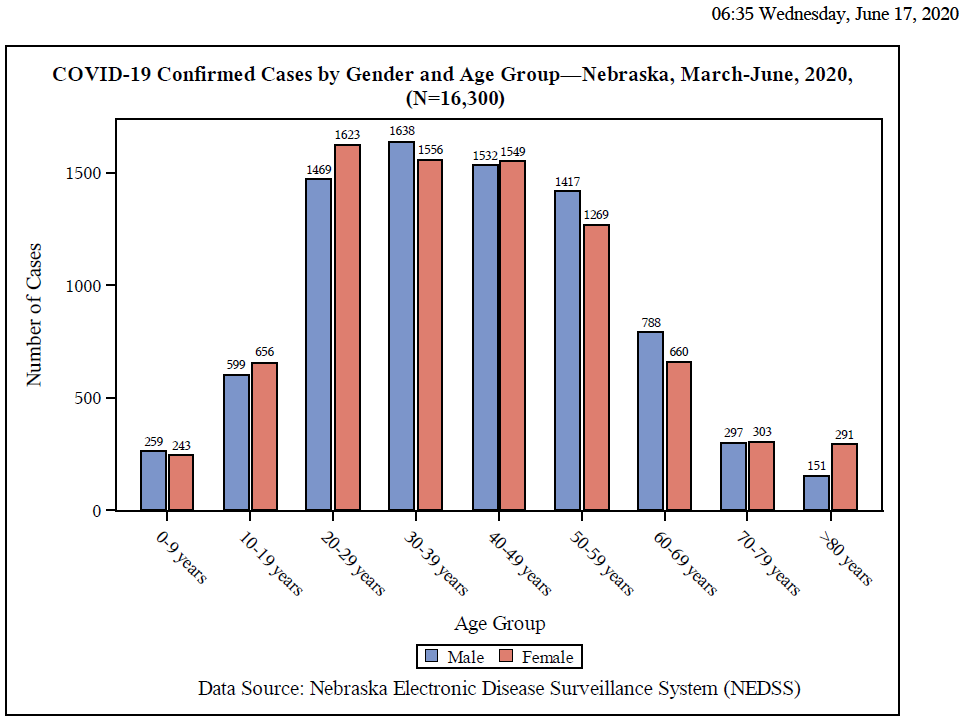 06:35 Wednesday, June 17, 2020
COVID-19 Confirmed Cases by Gender and Age Group—Nebraska, March-June, 2020,
(N=16,300)
Number of Cases
1500
1000
500
0
259 243
599 656
1469 1623
1638 1556
1532 1549
1417 1269
788 660
297 303
151 291
0-9 years
10-19 years
20-29 years
30-39 years
40-49 years
50-59 years
60-69 years
70-79 years
>80 years
Age Group
Male Female
Data Source: Nebraska Electronic Disease Surveillance System (NEDSS)